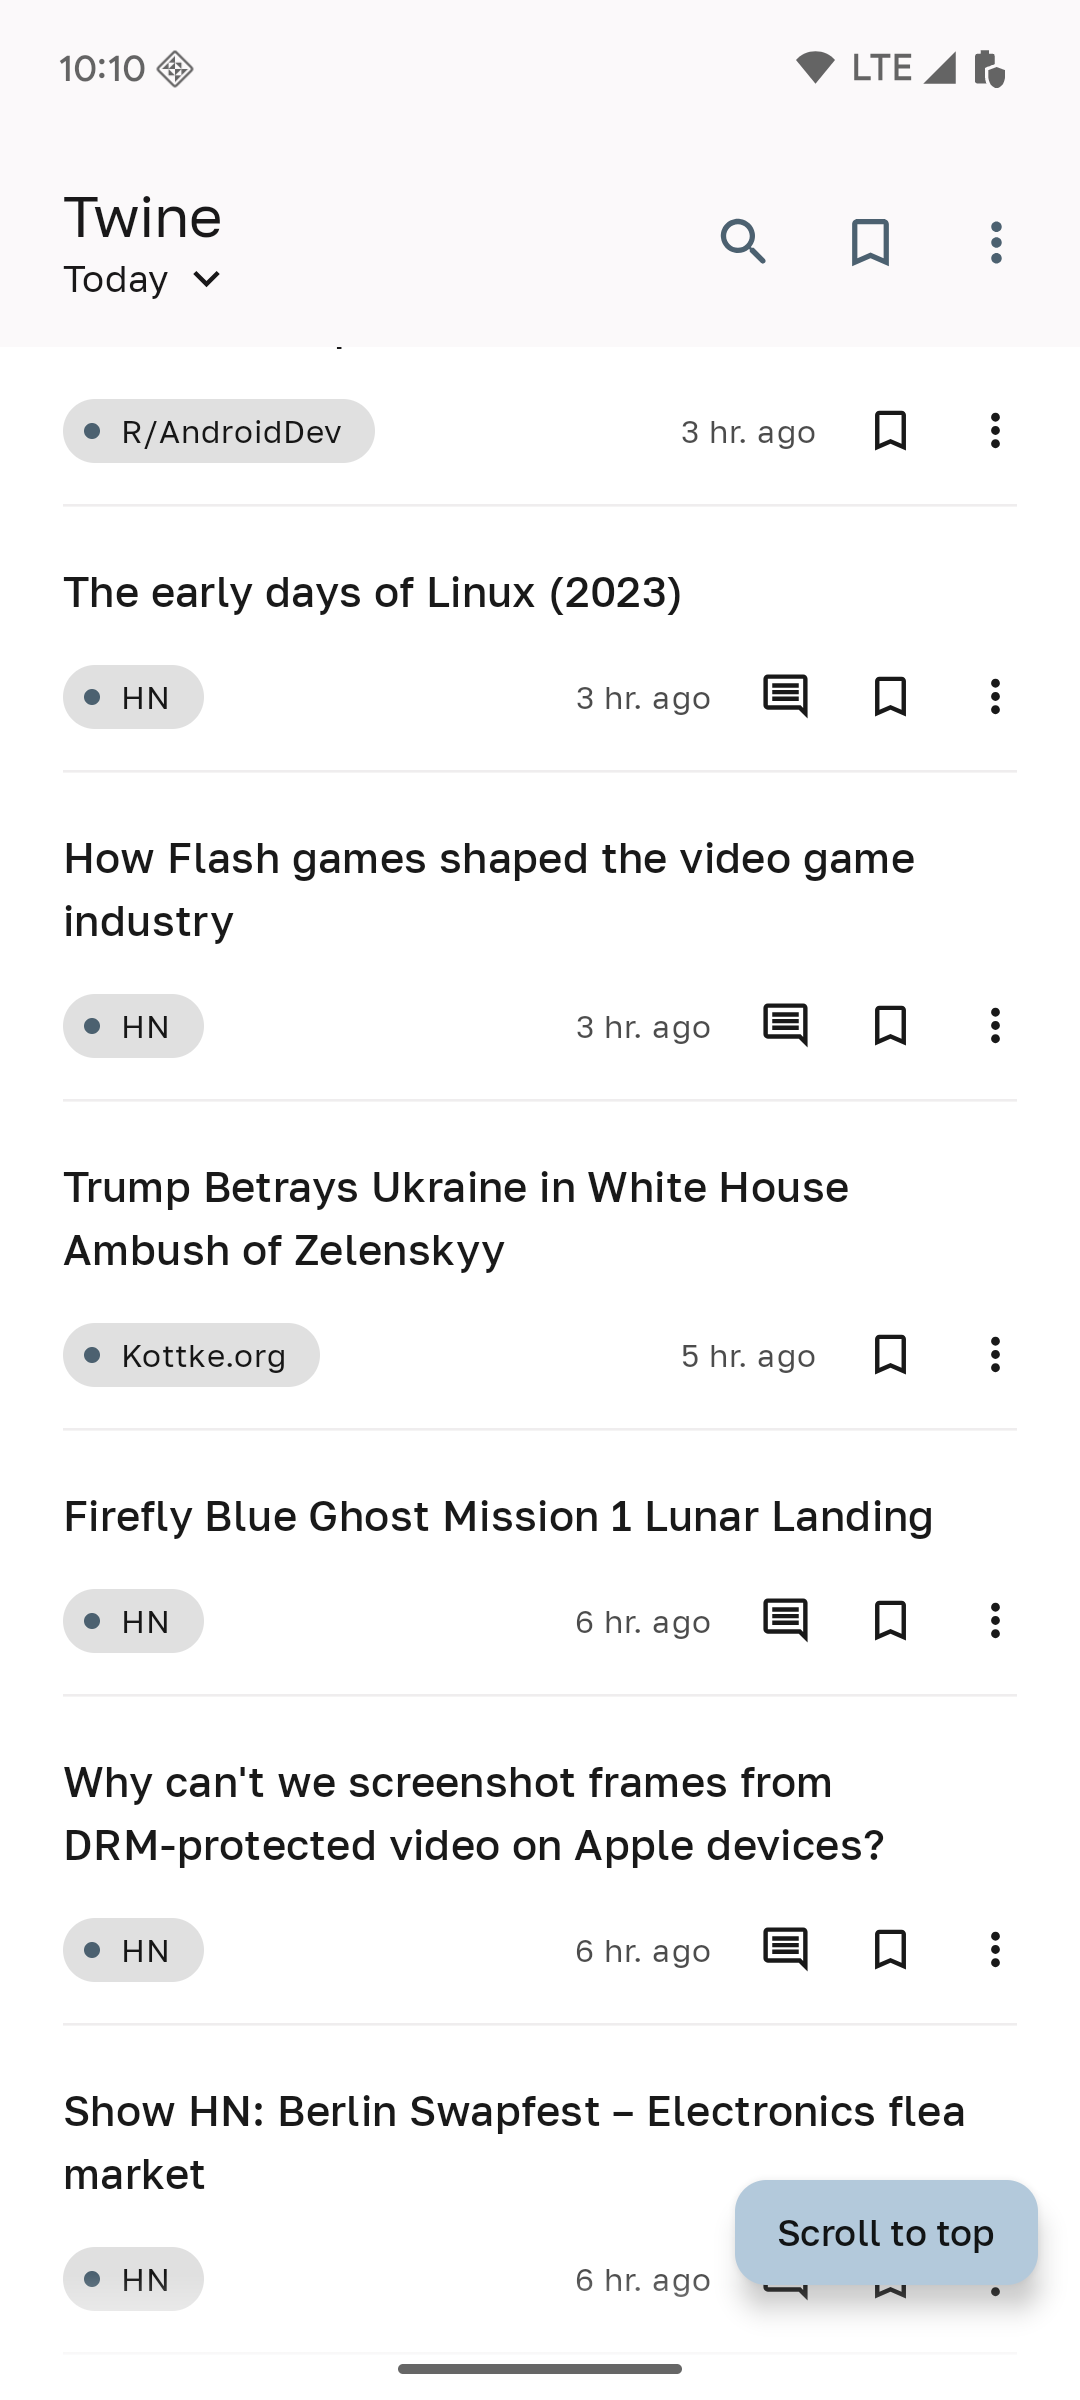 10:10
LTE
Twine
Today
R/AndroidDev
3 hr. ago
The early days of Linux (2023)
HN
3 hr. ago
How Flash games shaped the video game
industry
HN
3 hr. ago
Trump Betrays Ukraine in White House
Ambush of Zelenskyy
Kottke.org
5 hr. ago
Firefly Blue Ghost Mission 1 Lunar Landing
HN
6 hr. ago
Why can't we screenshot frames from
DRM-protected video on Apple devices?
HN
6 hr. ago
Show HN: Berlin Swapfest – Electronics flea
market
Scroll to top
HN
6 hr. ago